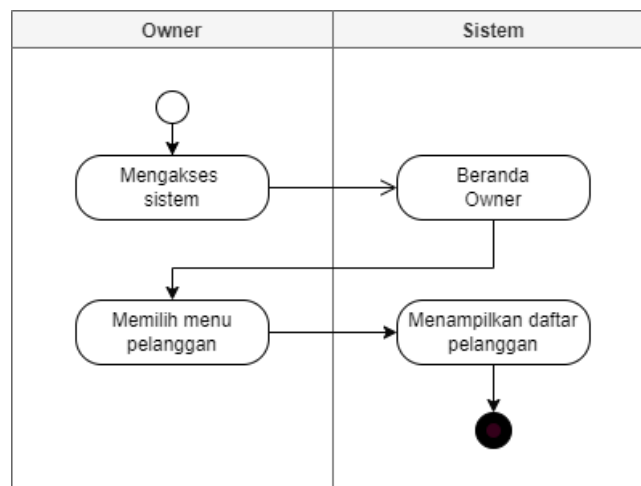 Owner
Sistem
Mengakses
sistem
Beranda
Owner
Memilih menu
pelanggan
Menampilkan daftar
pelanggan